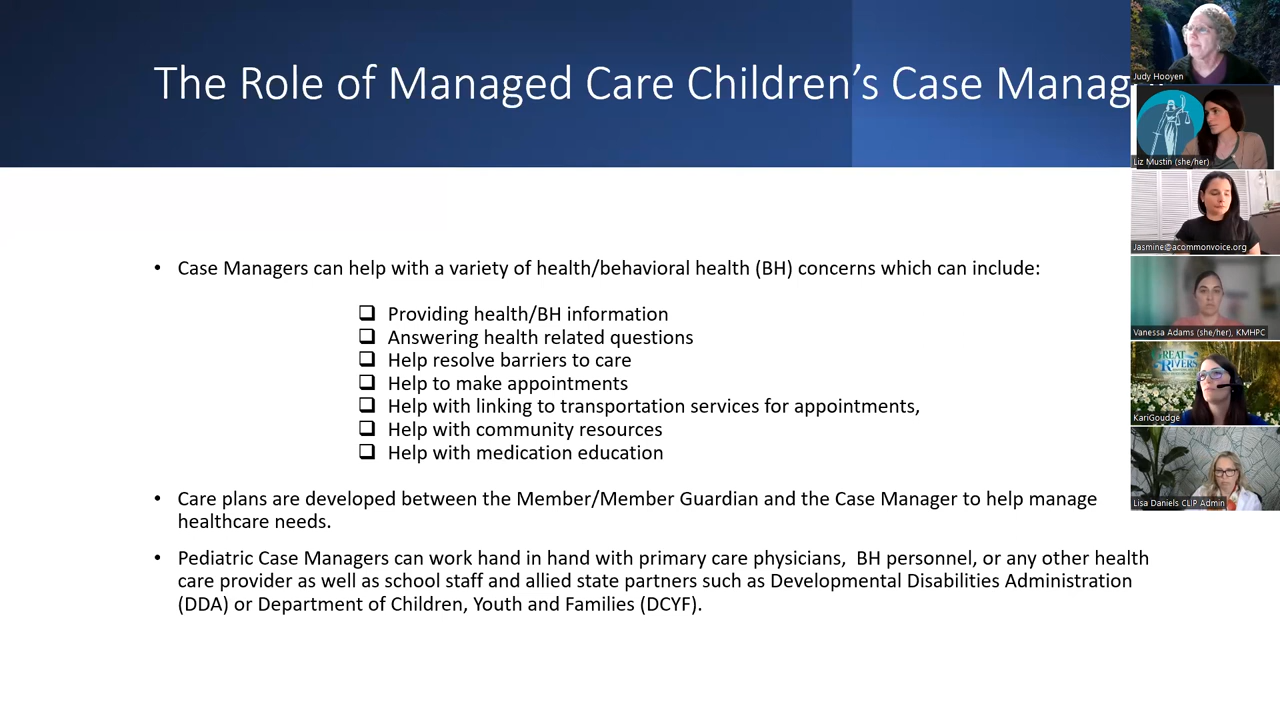 The Role of Managed Care Children’s Case Manag
• Case Managers can help with a variety of health/behavioral health (BH) concerns which can include:
❑ Providing health/BH information
❑ Answering health related questions
❑ Help resolve barriers to care
❑ Help to make appointments
❑ Help with linking to transportation services for appointments,
❑ Help with community resources
❑ Help with medication education
• Care plans are developed between the Member/Member Guardian and the Case Manager to help manage
healthcare needs.
• Pediatric Case Managers can work hand in hand with primary care physicians,  BH personnel, or any other health
care provider as well as school staff and allied state partners such as Developmental Disabilities Administration
(DDA) or Department of Children, Youth and Families (DCYF).
Judy Hooyen
Liz Mustin (she/her)
Jasmine@acommonvoice.org
Vanessa Adams (she/her), KMHPC
GREAT
RIVERS
KariGoudge
Lisa Daniels CLIP Admin